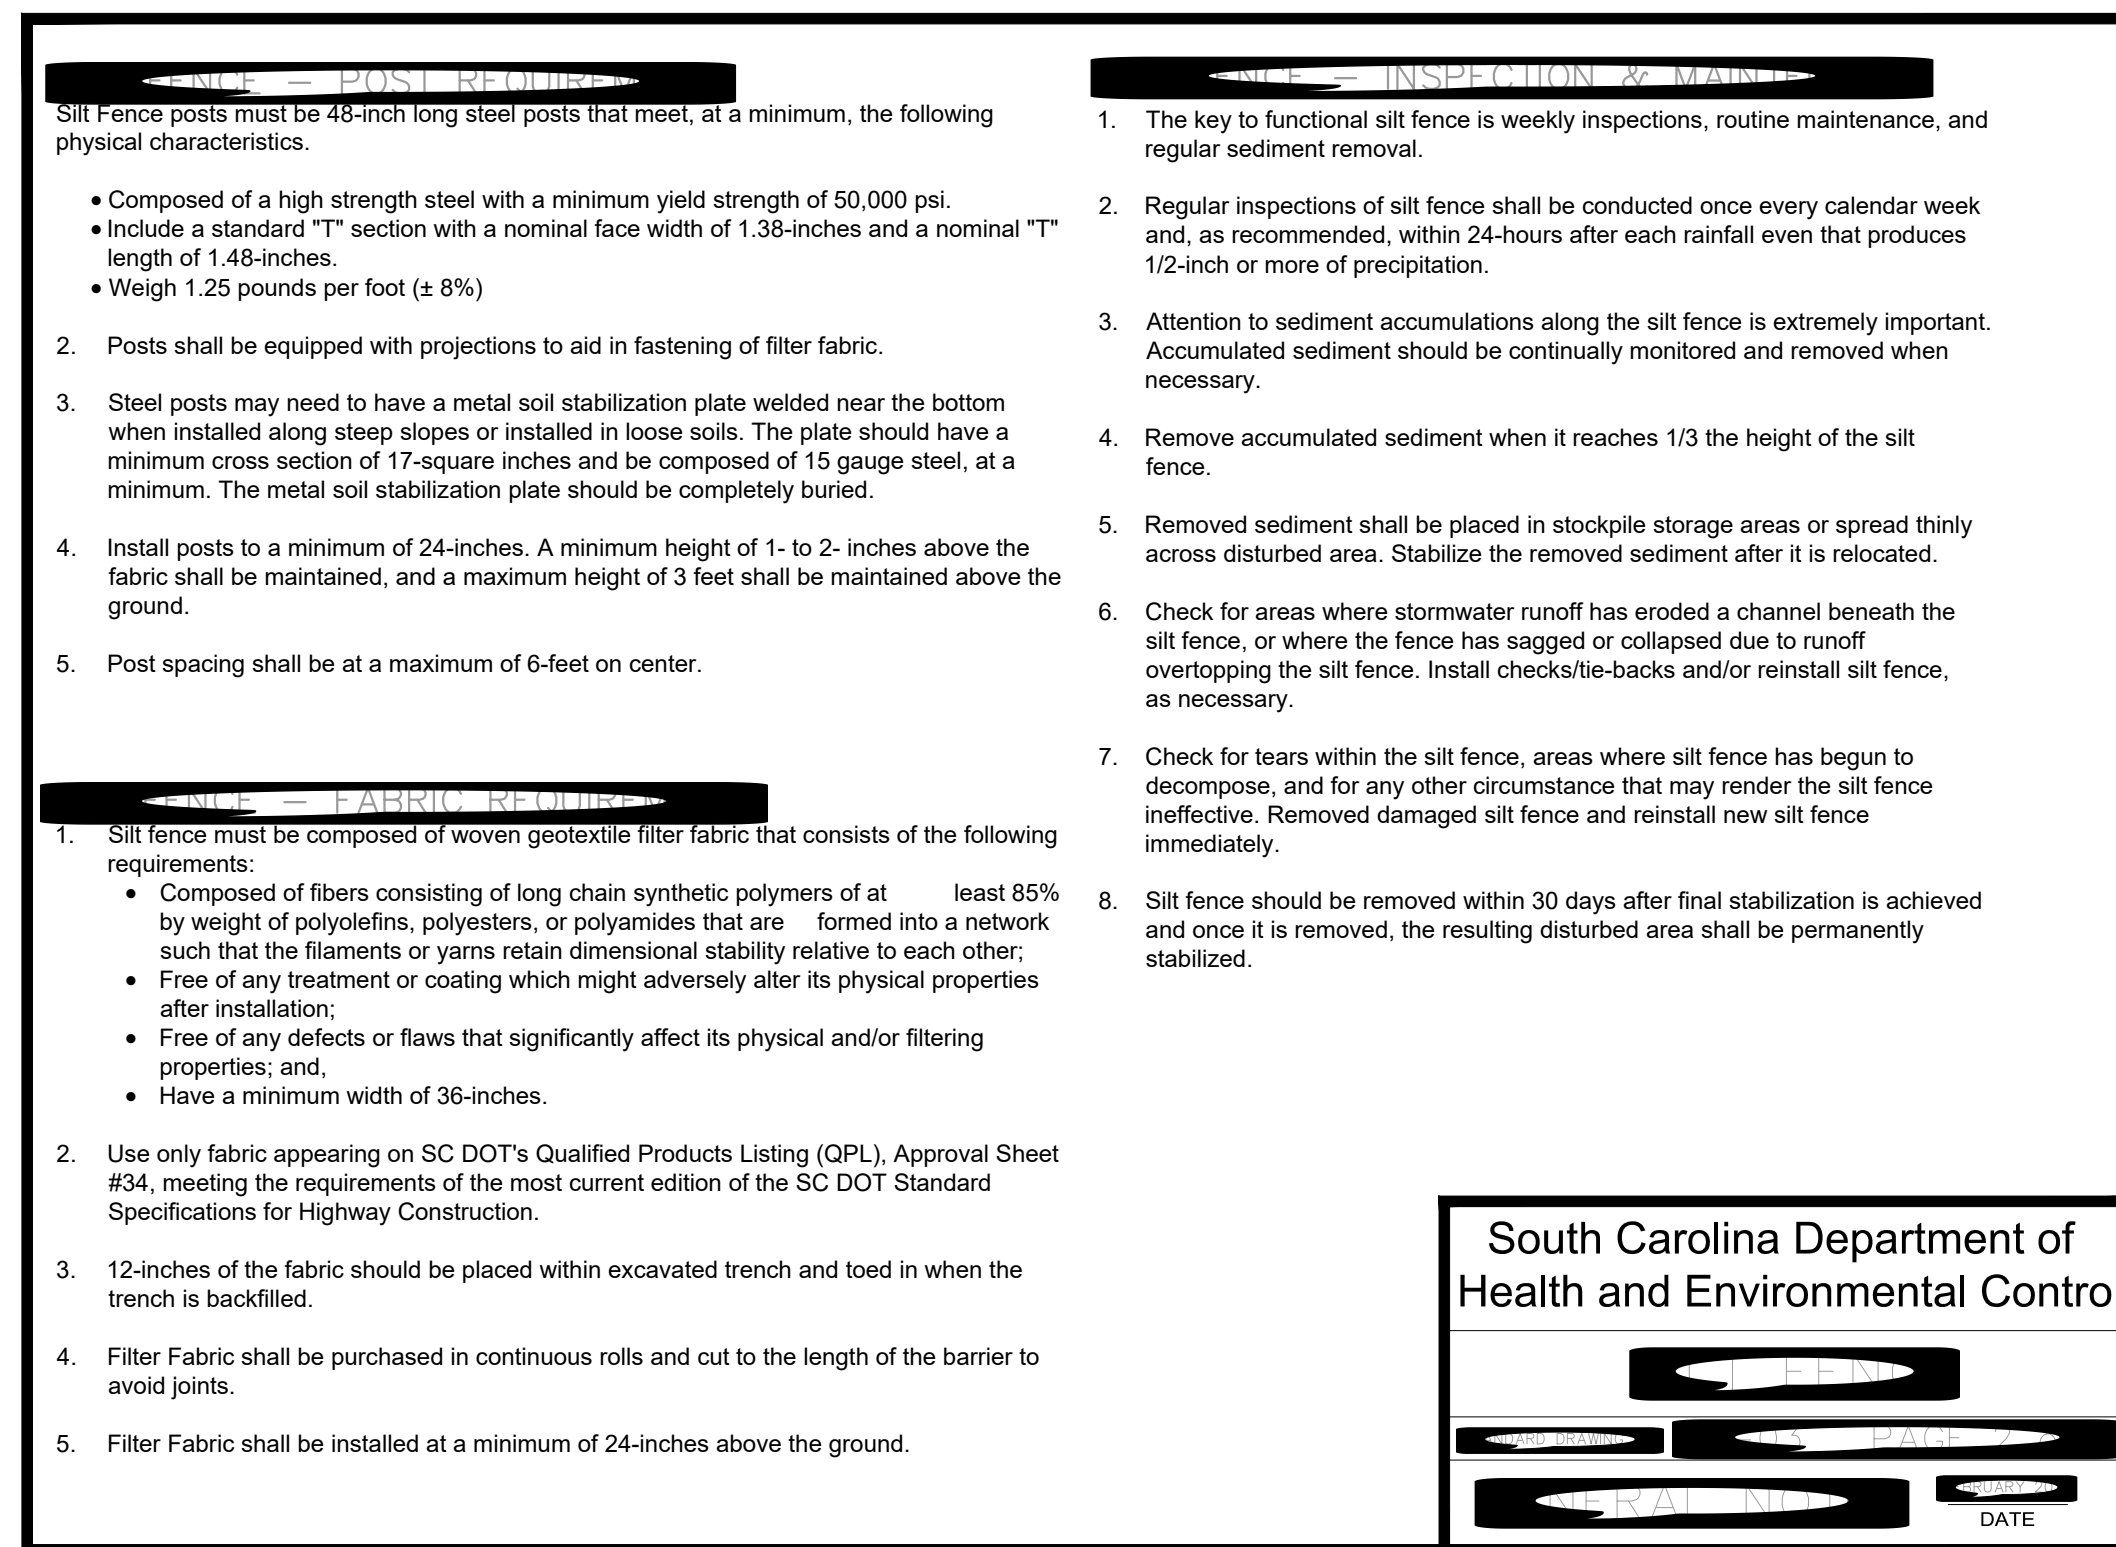 FENCE — POST REQUIREM
Silt Fence posts must be 48-inch long steel posts that meet, at a minimum, the following
physical characteristics.
• Composed of a high strength steel with a minimum yield strength of 50,000 psi.
• Include a standard "T" section with a nominal face width of 1.38-inches and a nominal "T"
length of 1.48-inches.
• Weigh 1.25 pounds per foot (± 8%)
2. Posts shall be equipped with projections to aid in fastening of filter fabric.
3. Steel posts may need to have a metal soil stabilization plate welded near the bottom
when installed along steep slopes or installed in loose soils. The plate should have a
minimum cross section of 17-square inches and be composed of 15 gauge steel, at a
minimum. The metal soil stabilization plate should be completely buried.
4. Install posts to a minimum of 24-inches. A minimum height of 1- to 2- inches above the
fabric shall be maintained, and a maximum height of 3 feet shall be maintained above the
ground.
5. Post spacing shall be at a maximum of 6-feet on center.
FENCE — FABRIC REQUIREM
1. Silt fence must be composed of woven geotextile filter fabric that consists of the following
requirements:
• Composed of fibers consisting of long chain synthetic polymers of at least 85%
by weight of polyolefins, polyesters, or polyamides that are formed into a network
such that the filaments or yarns retain dimensional stability relative to each other;
• Free of any treatment or coating which might adversely alter its physical properties
after installation;
• Free of any defects or flaws that significantly affect its physical and/or filtering
properties; and,
• Have a minimum width of 36-inches.
2. Use only fabric appearing on SC DOT's Qualified Products Listing (QPL), Approval Sheet
#34, meeting the requirements of the most current edition of the SC DOT Standard
Specifications for Highway Construction.
3. 12-inches of the fabric should be placed within excavated trench and toed in when the
trench is backfilled.
4. Filter Fabric shall be purchased in continuous rolls and cut to the length of the barrier to
avoid joints.
5. Filter Fabric shall be installed at a minimum of 24-inches above the ground.
ENCE — INSPECTION & MAINTE
1. The key to functional silt fence is weekly inspections, routine maintenance, and
regular sediment removal.
2. Regular inspections of silt fence shall be conducted once every calendar week
and, as recommended, within 24-hours after each rainfall even that produces
1/2-inch or more of precipitation.
3. Attention to sediment accumulations along the silt fence is extremely important.
Accumulated sediment should be continually monitored and removed when
necessary.
4. Remove accumulated sediment when it reaches 1/3 the height of the silt
fence.
5. Removed sediment shall be placed in stockpile storage areas or spread thinly
across disturbed area. Stabilize the removed sediment after it is relocated.
6. Check for areas where stormwater runoff has eroded a channel beneath the
silt fence, or where the fence has sagged or collapsed due to runoff
overtopping the silt fence. Install checks/tie-backs and/or reinstall silt fence,
as necessary.
7. Check for tears within the silt fence, areas where silt fence has begun to
decompose, and for any other circumstance that may render the silt fence
ineffective. Removed damaged silt fence and reinstall new silt fence
immediately.
8. Silt fence should be removed within 30 days after final stabilization is achieved
and once it is removed, the resulting disturbed area shall be permanently
stabilized.
South Carolina Department of
Health and Environmental Contro
NDARD DRAWING
PAGE 2
NERAL NO
BRUARY 20
DATE